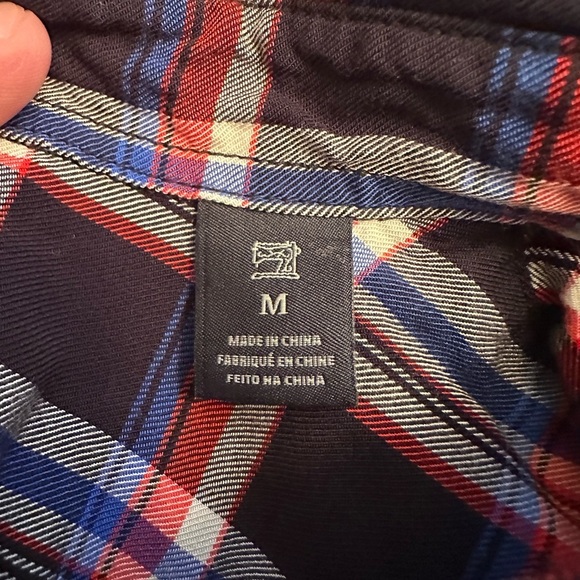 M
MADE IN CHINA
FABRIQUÉ EN CHINE
FEITO NA CHINA